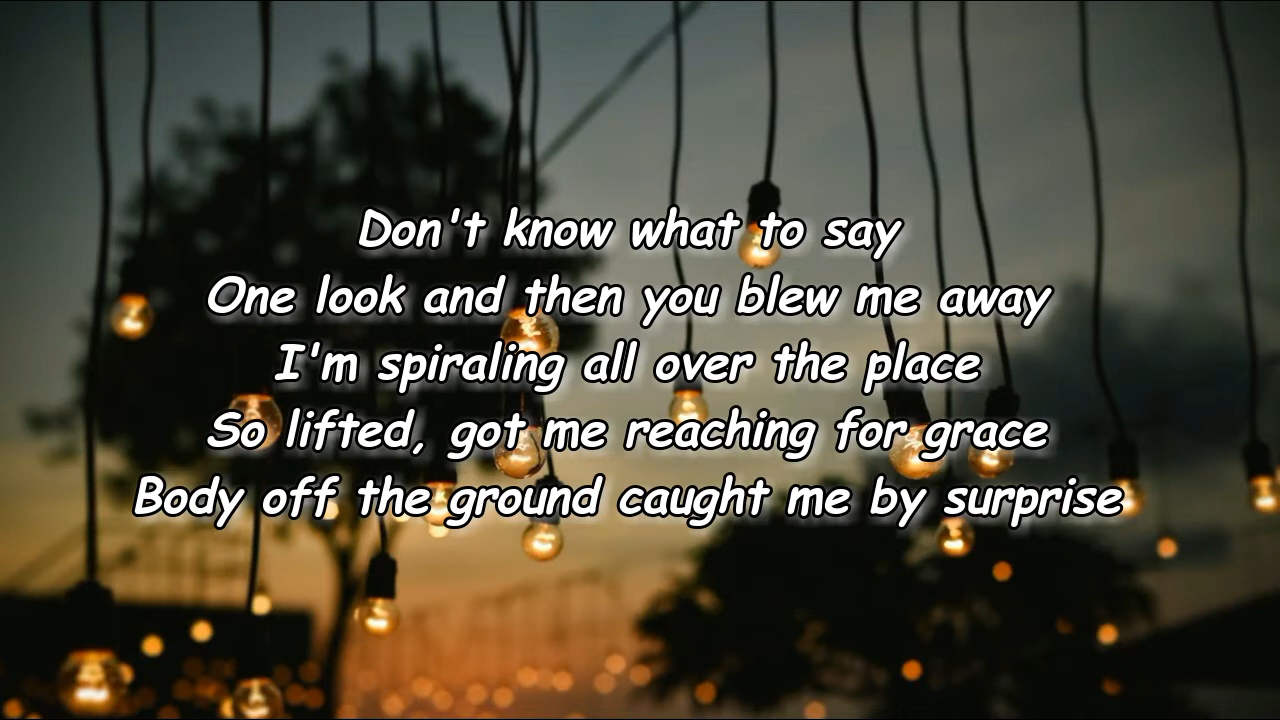 Don't know what to say
One look and then you blew me away
I'm spiraling all over the place
So lifted, got me reaching for grace
Body off the ground caught me by surprise